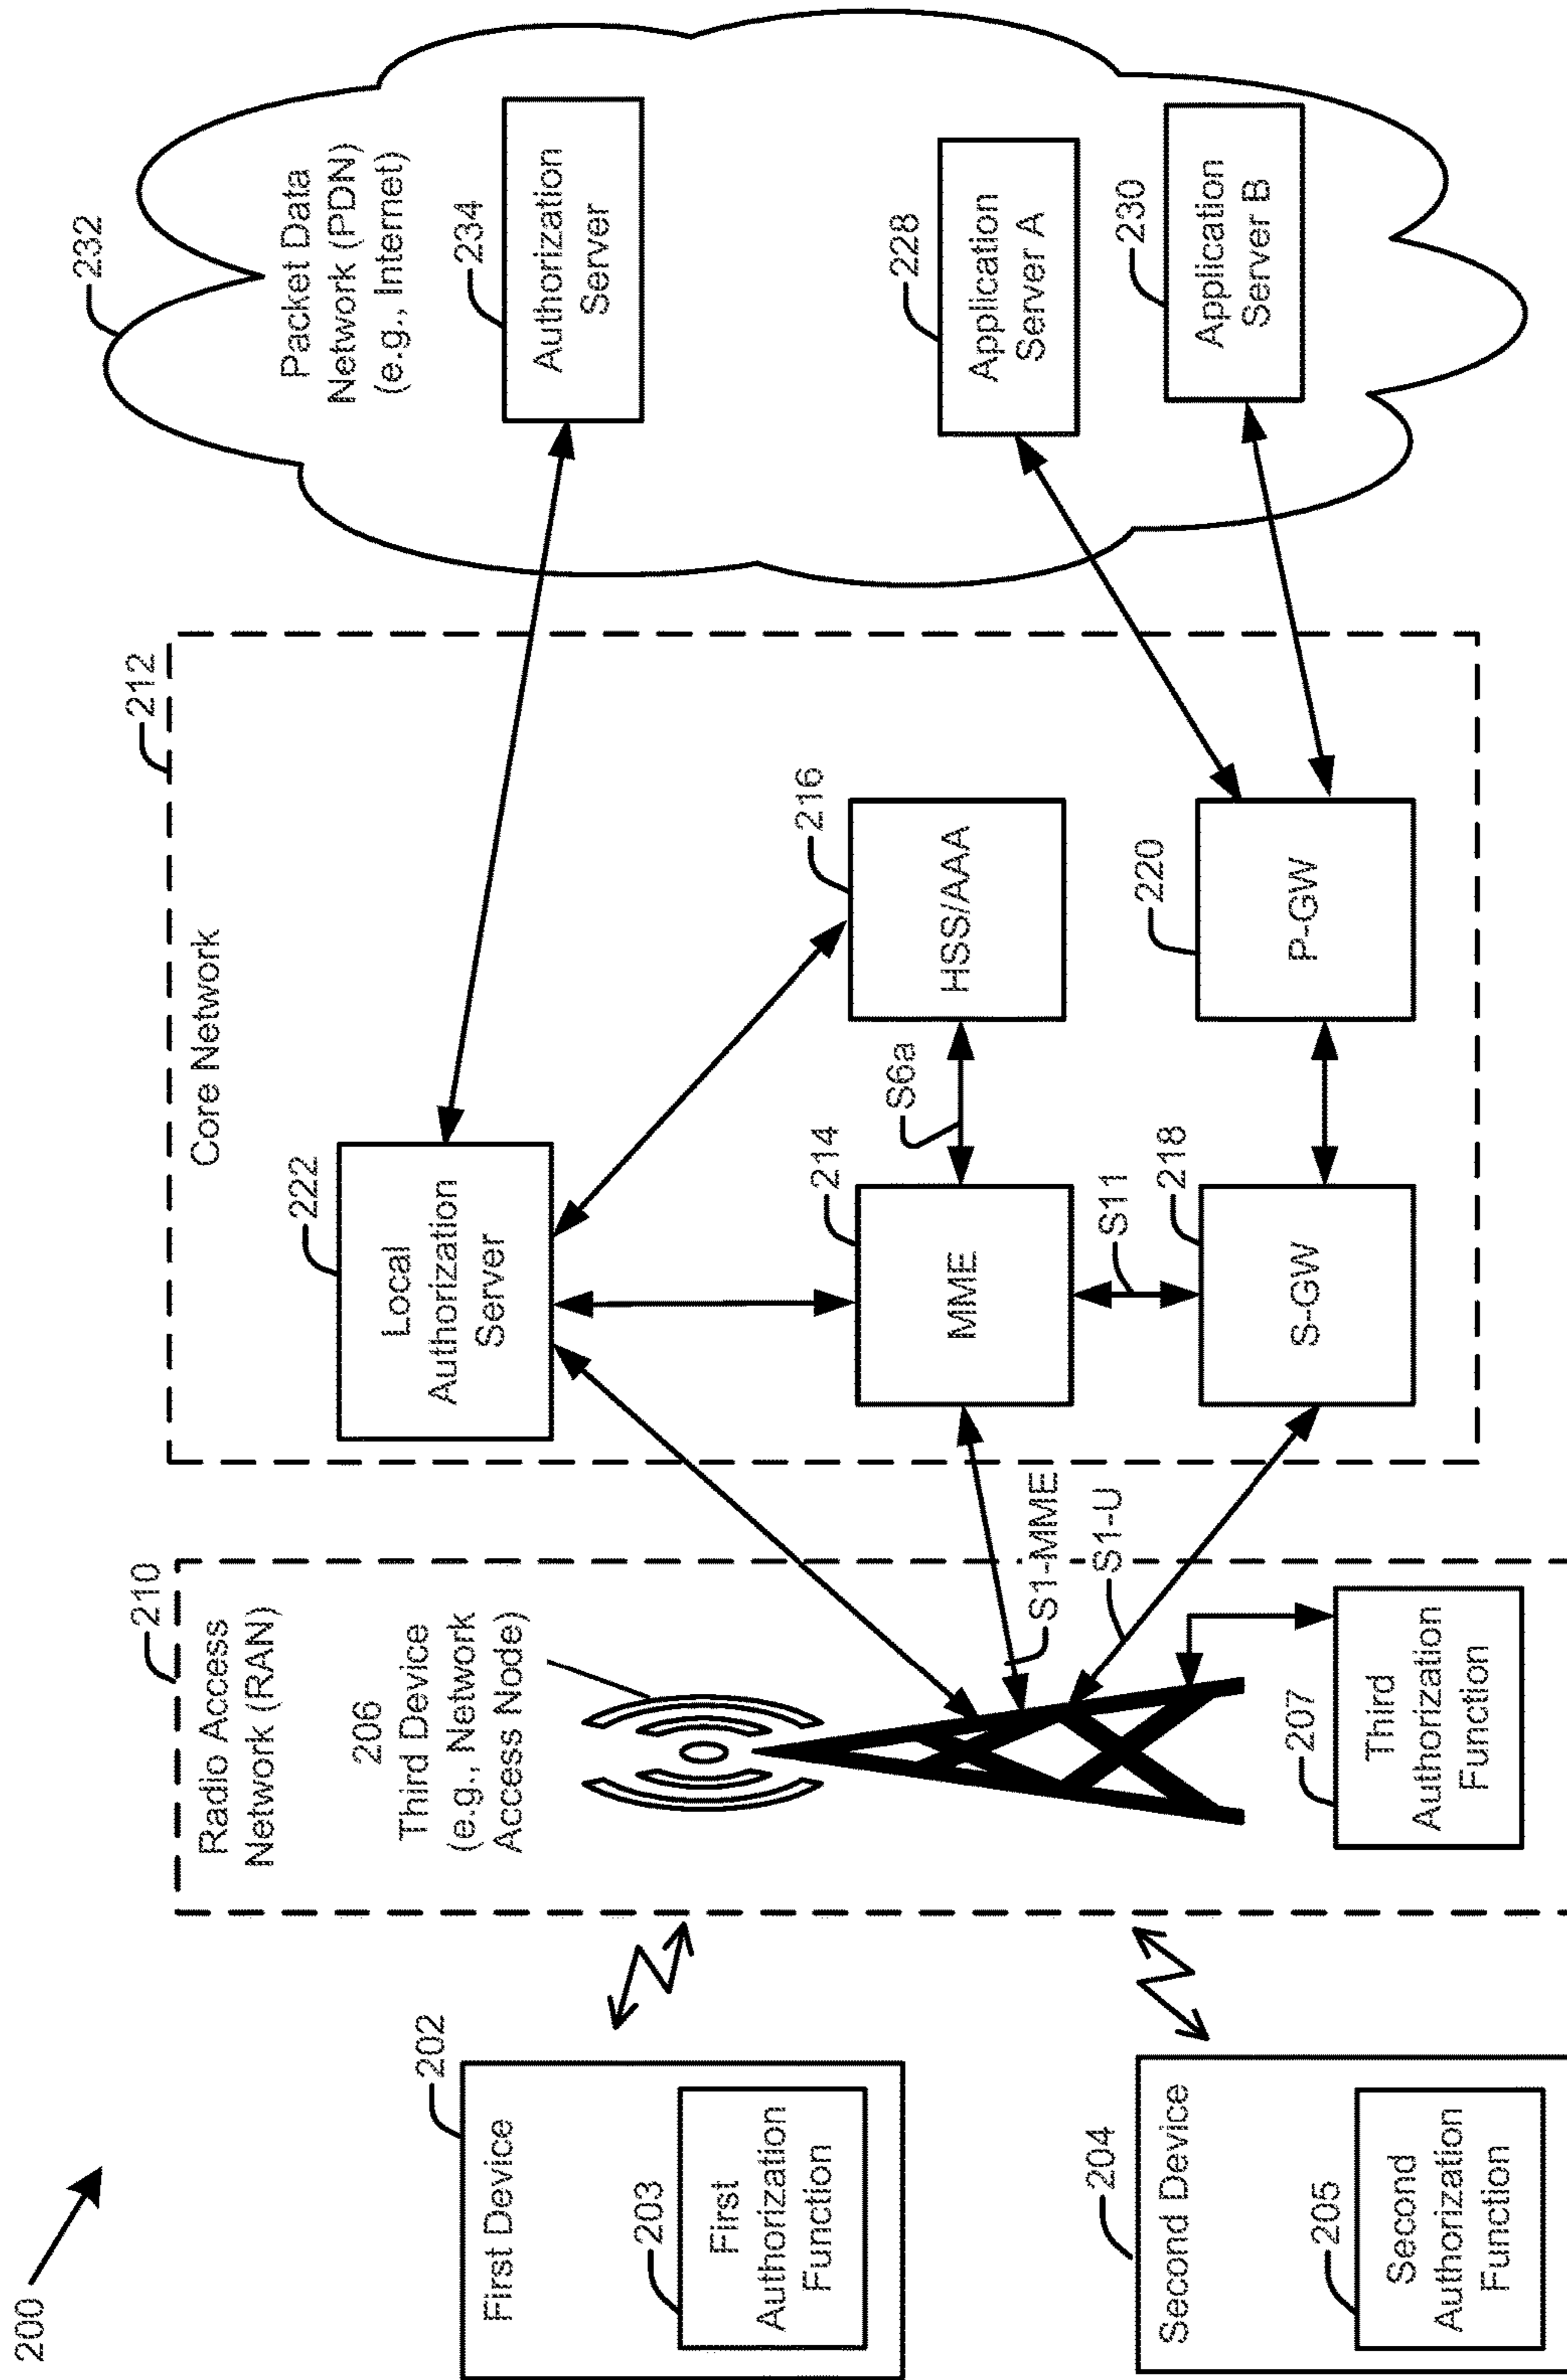 200
202
First Device
203
First
Authorization
Function
204
Second Device
205
Second
Authorization
Function
210
Radio Access
Network (RAN)
206
Third Device
(e.g., Network
Access Node)
207
Third
Authorization
Function
S1-MME
S1-U
212
Core Network
222
Local
Authorization
Server
214
MME
S6a
216
HSS/AAA
S11
218
S-GW
220
P-GW
232
Packet Data
Network (PDN)
(e.g., Internet)
234
Authorization
Server
228
Application
Server A
230
Application
Server B